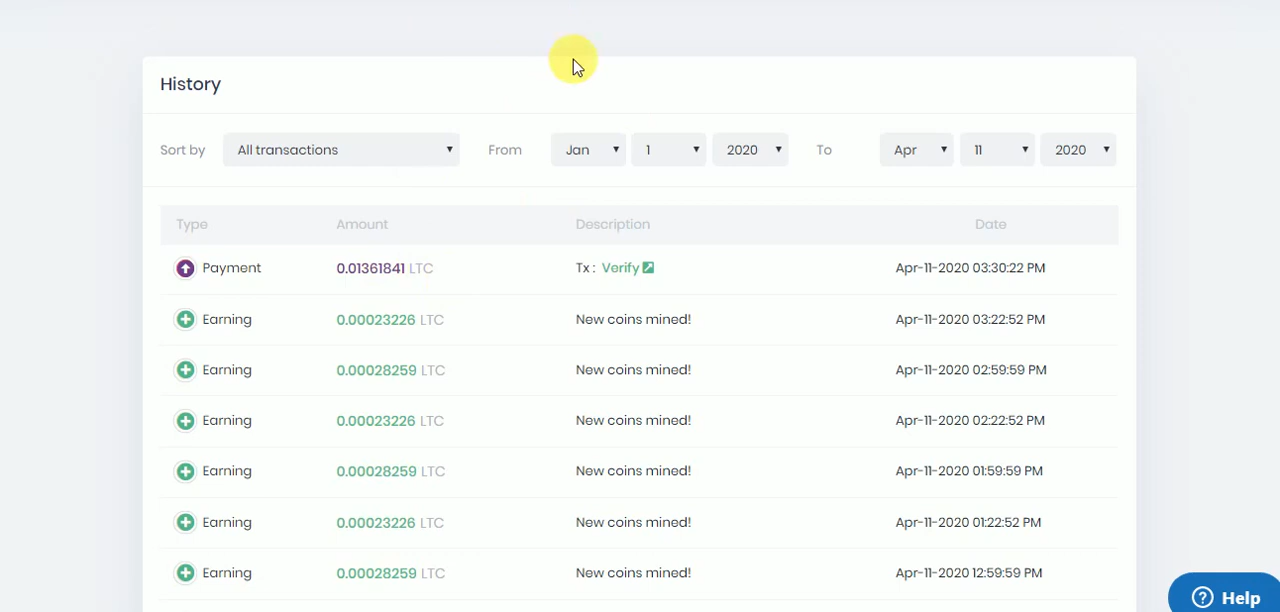 History
Sort by All transactions From Jan 1 2020 To Apr 11 2020
Type Amount Description Date
Payment 0.01361841 LTC Tx : Verify Apr-11-2020 03:30:22 PM
Earning 0.00023226 LTC New coins mined! Apr-11-2020 03:22:52 PM
Earning 0.00028259 LTC New coins mined! Apr-11-2020 02:59:59 PM
Earning 0.00023226 LTC New coins mined! Apr-11-2020 02:22:52 PM
Earning 0.00028259 LTC New coins mined! Apr-11-2020 01:59:59 PM
Earning 0.00023226 LTC New coins mined! Apr-11-2020 01:22:52 PM
Earning 0.00028259 LTC New coins mined! Apr-11-2020 12:59:59 PM
Help